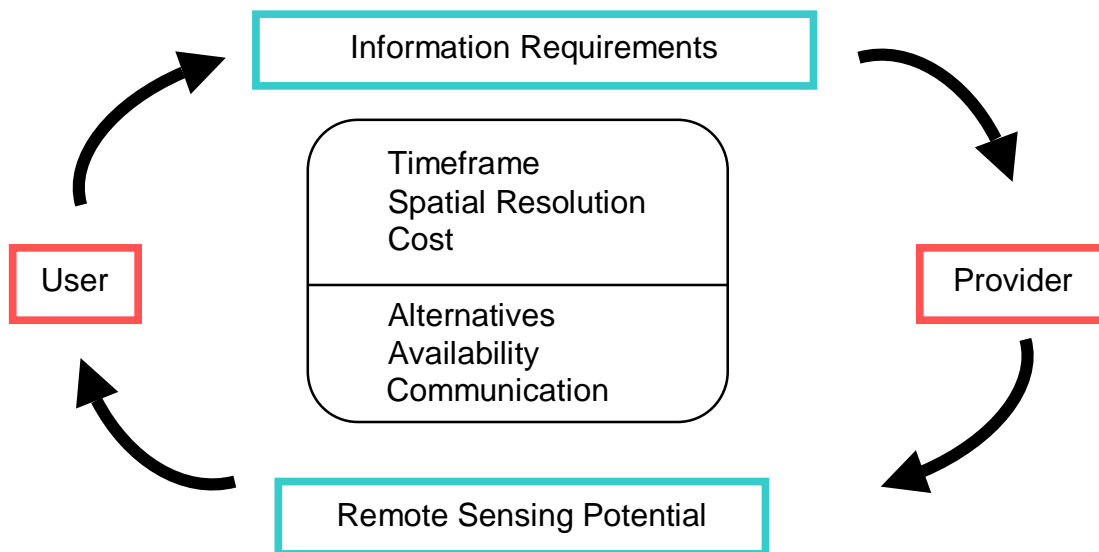 Information Requirements
Timeframe
Spatial Resolution
Cost
User
Provider
Alternatives
Availability
Communication
Remote Sensing Potential